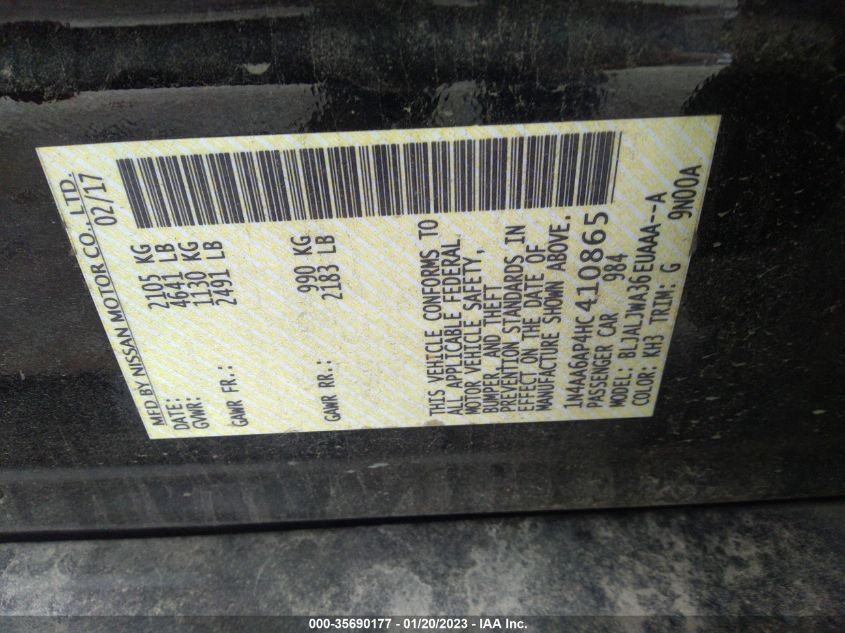 MFD BY NISSAN MOTOR CO., LTD.
DATE: 02/17
GVWR: 2105 KG
4641 LB
GAWR FR.: 1130 KG
2491 LB
GAWR RR.: 990 KG
2183 LB
THIS VEHICLE CONFORMS TO
ALL APPLICABLE FEDERAL
MOTOR VEHICLE SAFETY,
BUMPER, AND THEFT
PREVENTION STANDARDS IN
EFFECT ON THE DATE OF
MANUFACTURE SHOWN ABOVE.
1N4AA6AP4HC410865
PASSENGER CAR 984
MODEL: BLJALJWA36EUAAA--A
COLOR: KH3 TRIM: G 9N00A
000-35690177 - 01/20/2023 - IAA Inc.